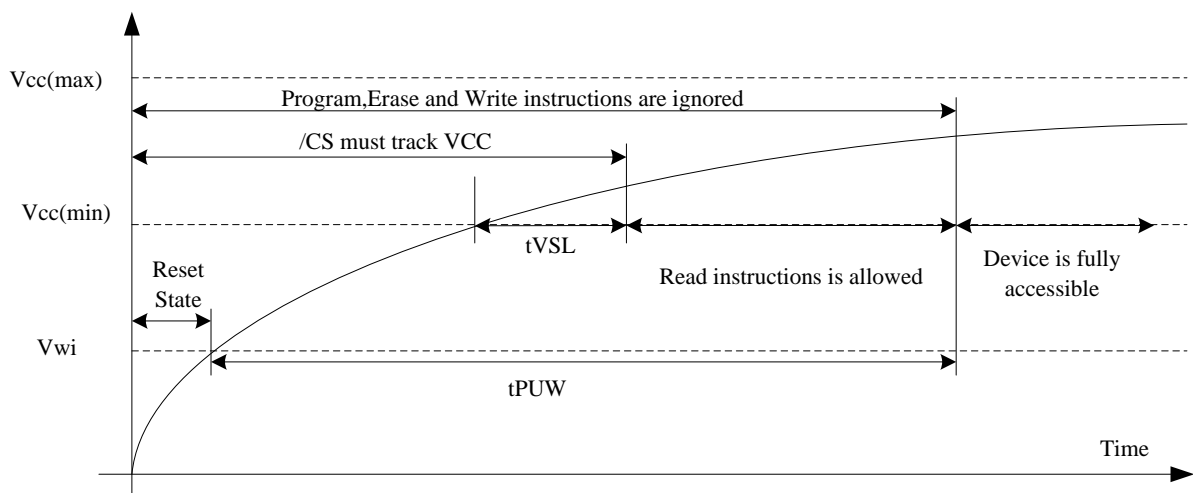 Vcc(max)
Program,Erase and Write instructions are ignored
/CS must track VCC
Vcc(min)
tVSL
Reset
State
Read instructions is allowed
Device is fully
accessible
Vwi
tPUW
Time